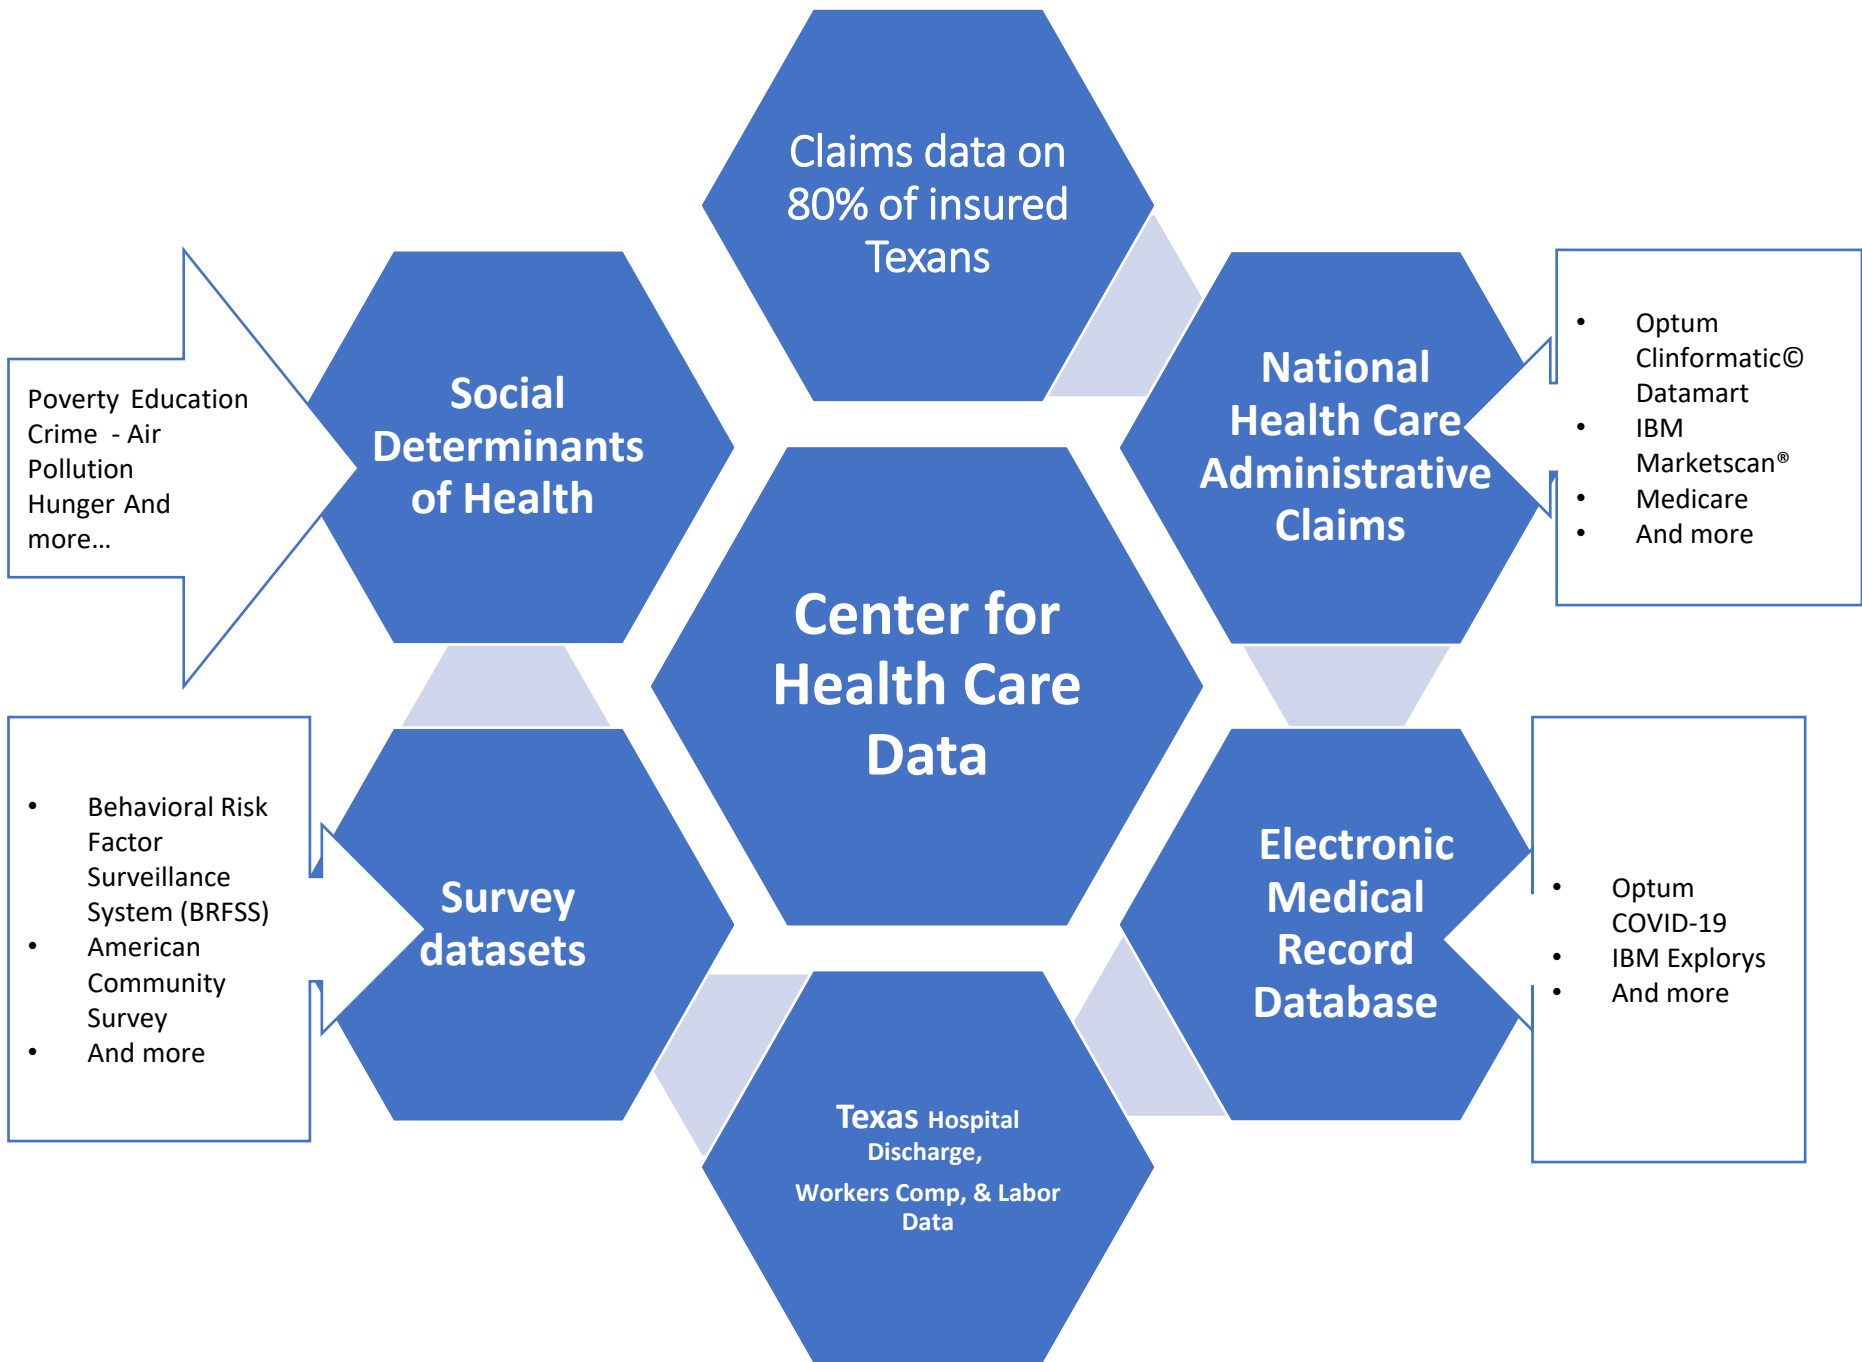 Claims data on
80% of insured
Texans
National
Health Care
Administrative
Claims
• Optum
Clinformatic©
Datamart
• IBM
Marketscan®
• Medicare
• And more
Electronic
Medical
Record
Database
• Optum
COVID-19
• IBM Explorys
• And more
Texas Hospital
Discharge,
Workers Comp, & Labor
Data
Survey
datasets
• Behavioral Risk
Factor
Surveillance
System (BRFSS)
• American
Community
Survey
• And more
Social
Determinants
of Health
Poverty Education
Crime - Air
Pollution
Hunger And
more...
Center for
Health Care
Data